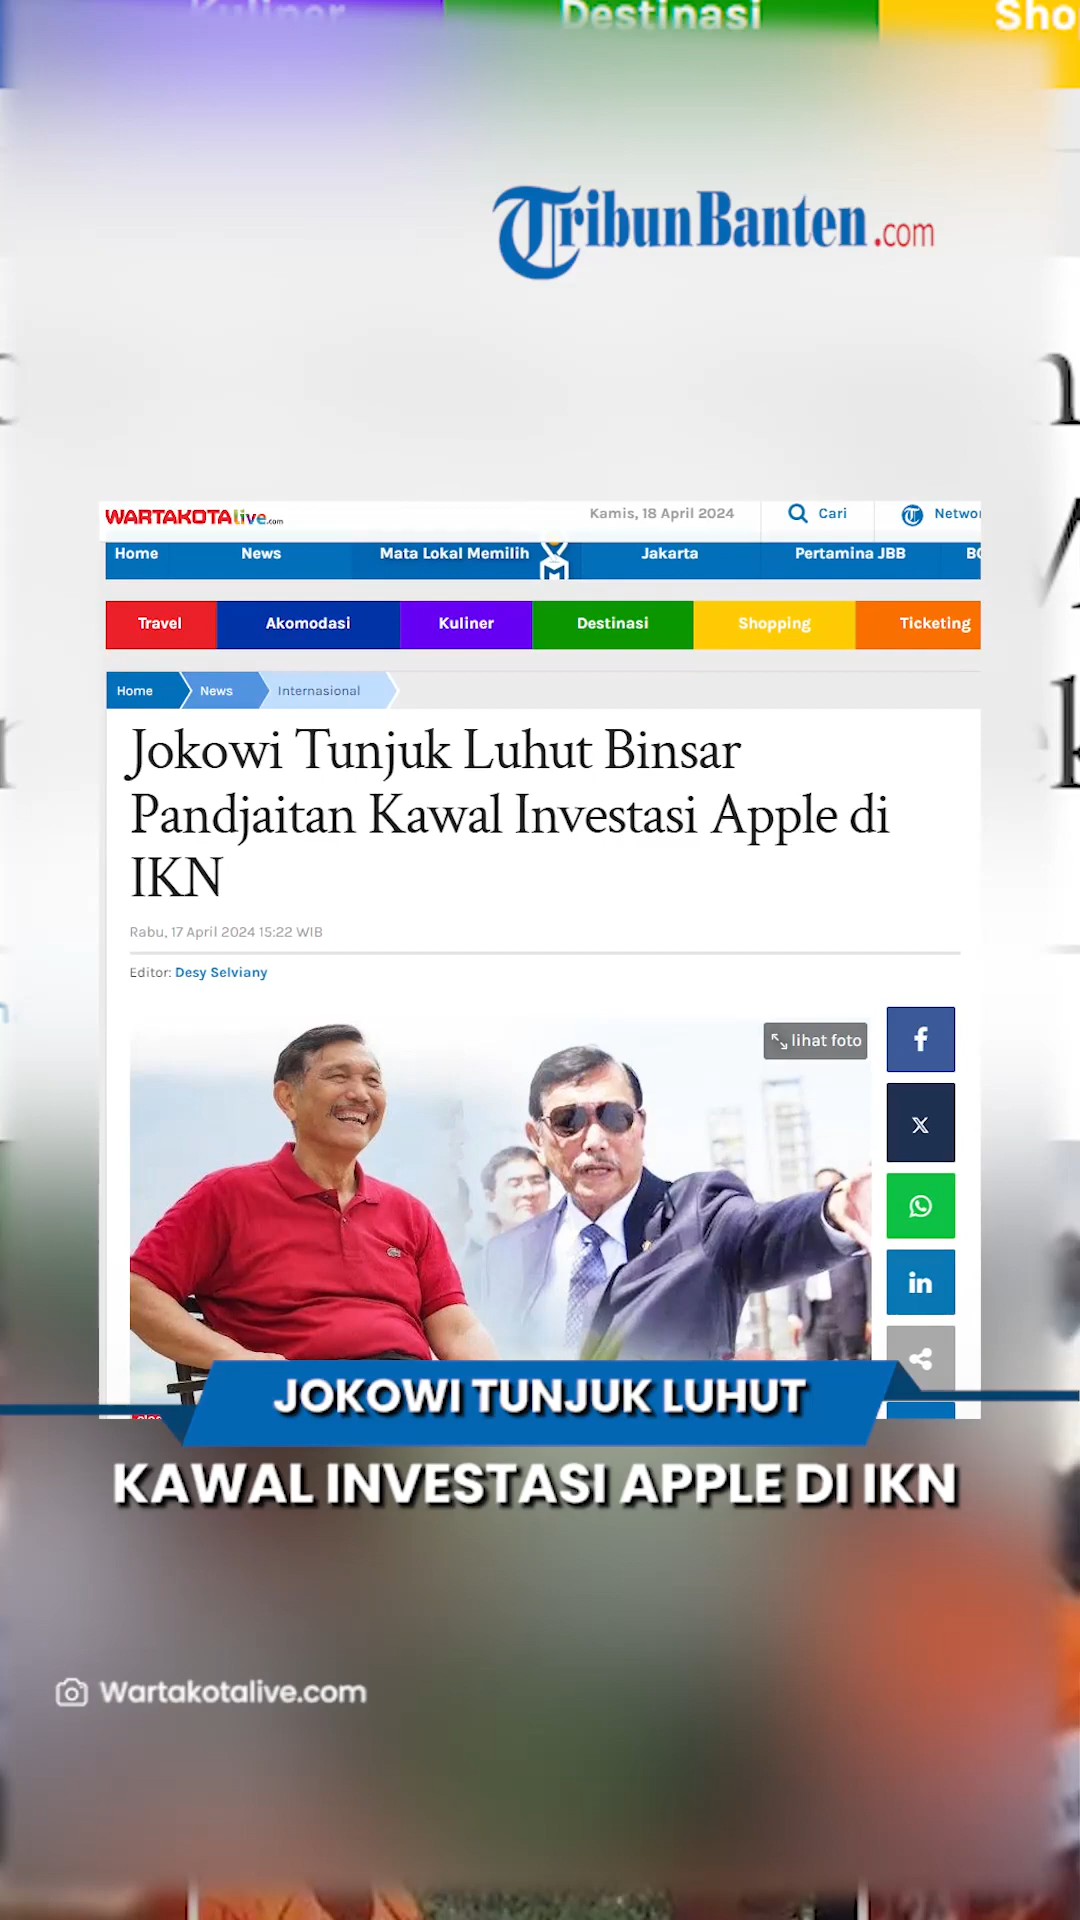 Kuliner Destinasi
TribunBanten.com
WARTAKOTAlive.com Kamis, 18 April 2024 Cari
Home News Mata Lokal Memilih Jakarta Pertamina JBB
Travel Akomodasi Kuliner Destinasi Shopping Ticketing
Home News Internasional
Jokowi Tunjuk Luhut Binsar
Pandjaitan Kawal Investasi Apple di
IKN
Rabu, 17 April 2024 15:22 WIB
Editor: Desy Selviany
lihat foto
JOKOWI TUNJUK LUHUT
KAWAL INVESTASI APPLE DI IKN
Wartakotalive.com